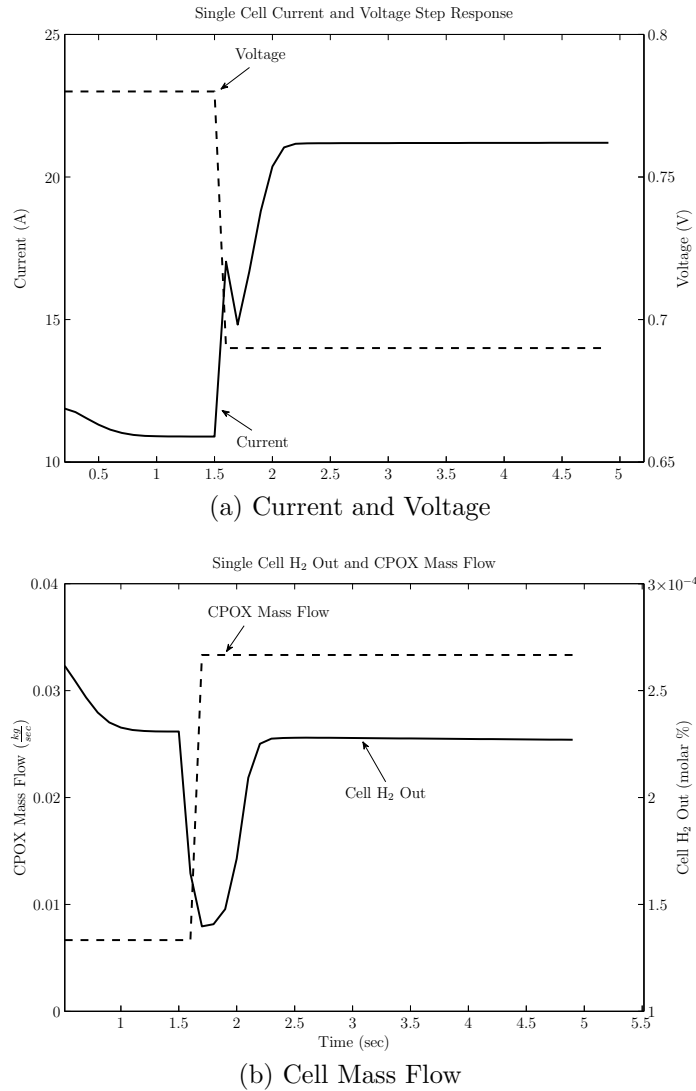 Single Cell Current and Voltage Step Response
25
20
15
10
Current (A)
0.8
0.75
0.7
0.65
Voltage (V)
Voltage
Current
0.5 1 1.5 2 2.5 3 3.5 4 4.5 5
(a) Current and Voltage
Single Cell H₂ Out and CPOX Mass Flow
0.04
0.03
0.02
0.01
0
CPOX Mass Flow (kg/sec)
3×10⁻⁴
2.5
2
1.5
1
Cell H₂ Out (molar %)
CPOX Mass Flow
Cell H₂ Out
1 1.5 2 2.5 3 3.5 4 4.5 5 5.5
Time (sec)
(b) Cell Mass Flow